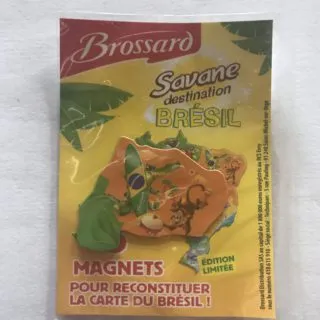 Brossard
Savane
destination
BRÉSIL
ÉDITION
LIMITÉE
MAGNETS
POUR RECONSTITUER
LA CARTE DU BRÉSIL !